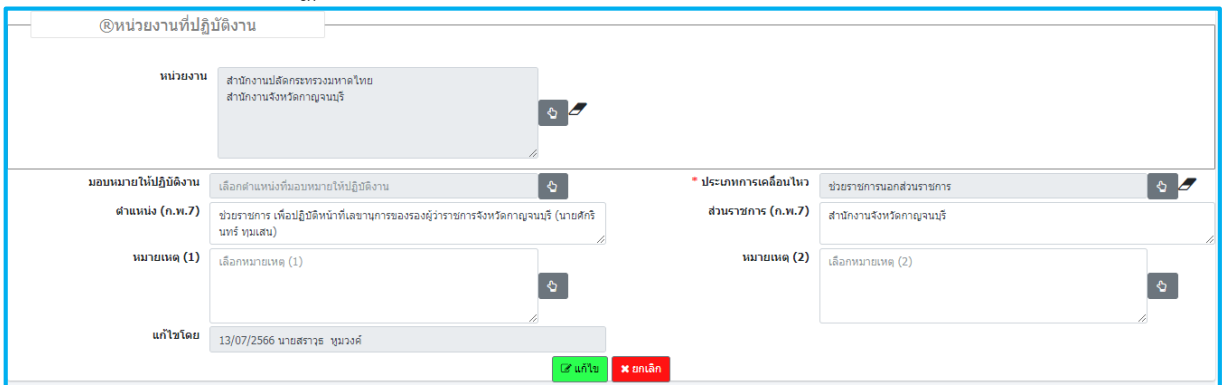 ®หน่วยงานที่ปฏิบัติงาน
หน่วยงาน
สำนักงานปลัดกระทรวงมหาดไทย
สำนักงานจังหวัดกาญจนบุรี
มอบหมายให้ปฏิบัติงาน
เลือกตำแหน่งที่มอบหมายให้ปฏิบัติงาน
* ประเภทการเคลื่อนไหว
ช่วยราชการนอกส่วนราชการ
ตำแหน่ง (ก.พ.7)
ช่วยราชการ เพื่อปฏิบัติหน้าที่เลขานุการของรองผู้ว่าราชการจังหวัดกาญจนบุรี (นายศักริ
นทร์ ทุมเสน)
ส่วนราชการ (ก.พ.7)
สำนักงานจังหวัดกาญจนบุรี
หมายเหตุ (1)
เลือกหมายเหตุ (1)
หมายเหตุ (2)
เลือกหมายเหตุ (2)
แก้ไขโดย
13/07/2566 นายสราวุธ
แก้ไข
ยกเลิก